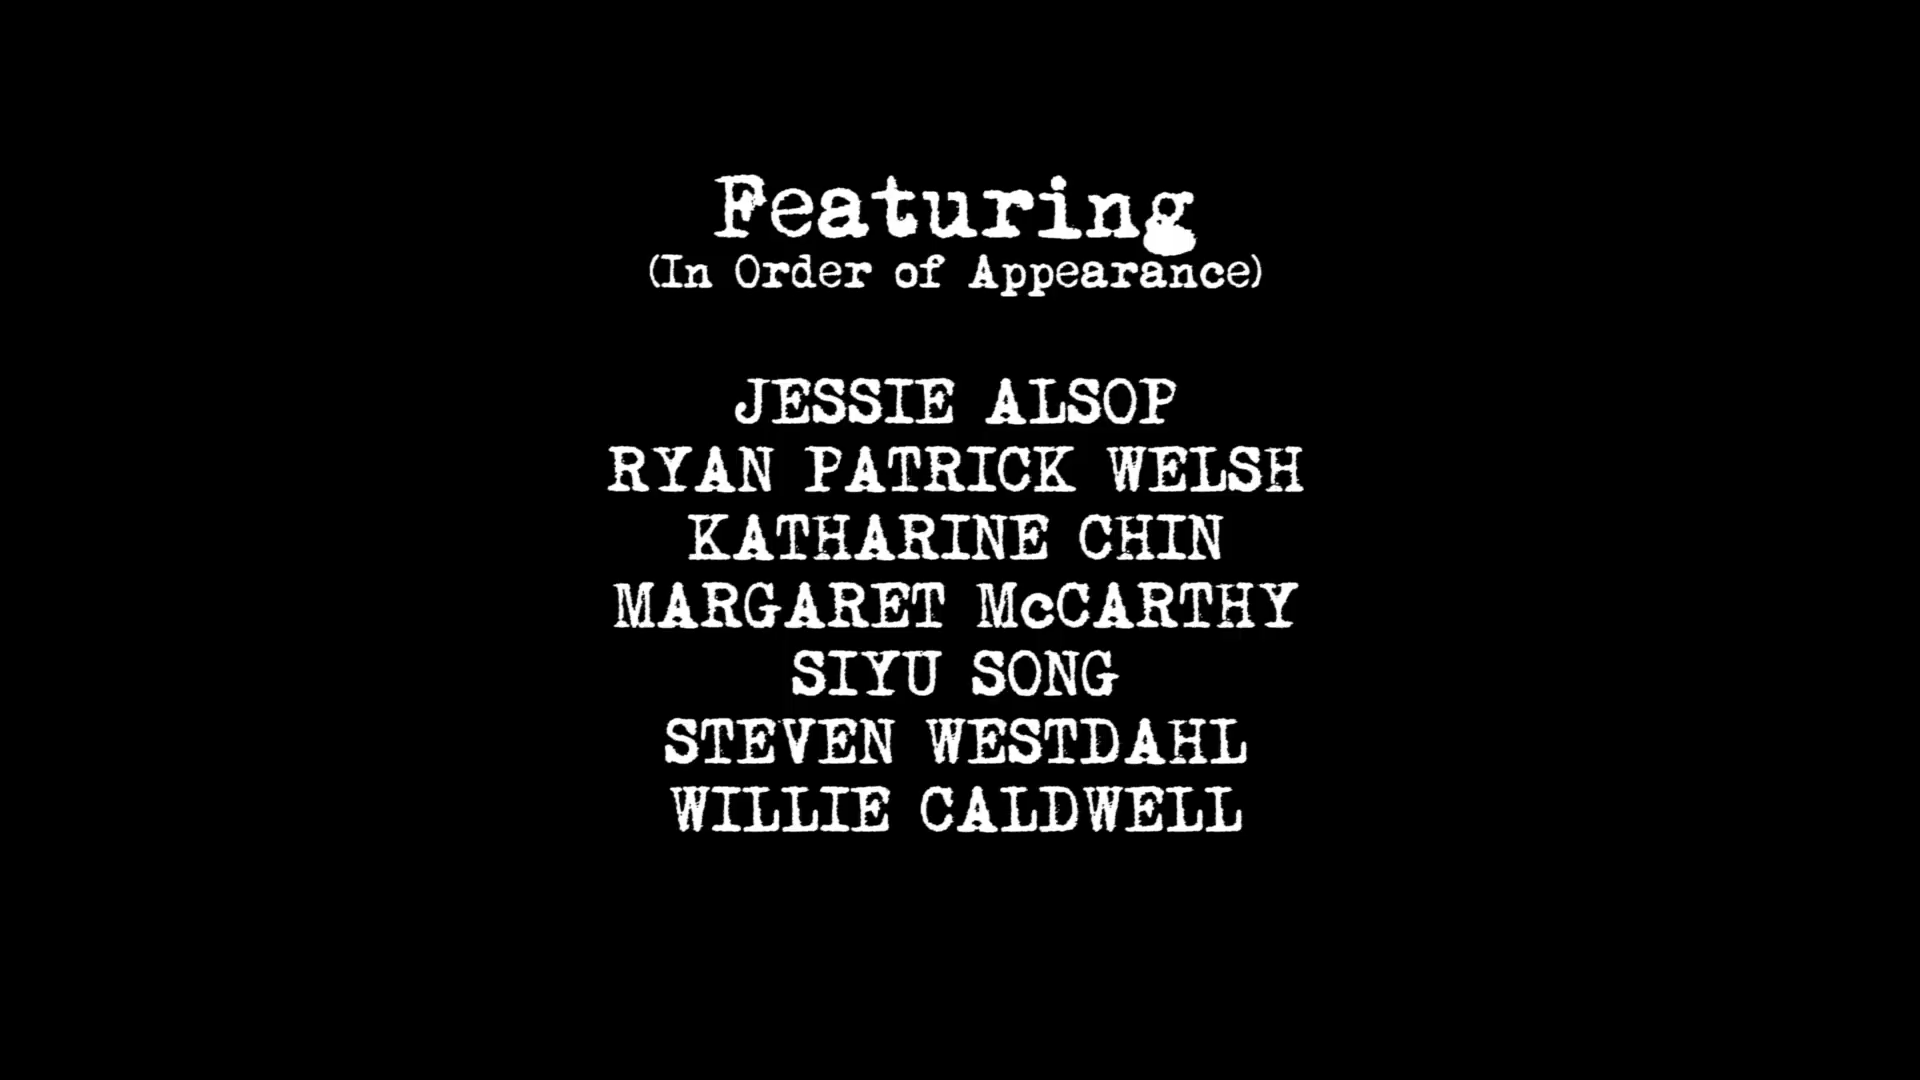 Featuring
(In Order of Appearance)
JESSIE ALSOP
RYAN PATRICK WELSH
KATHARINE CHIN
MARGARET McCARTHY
SIYU SONG
STEVEN WESTDAHL
WILLIE CALDWELL